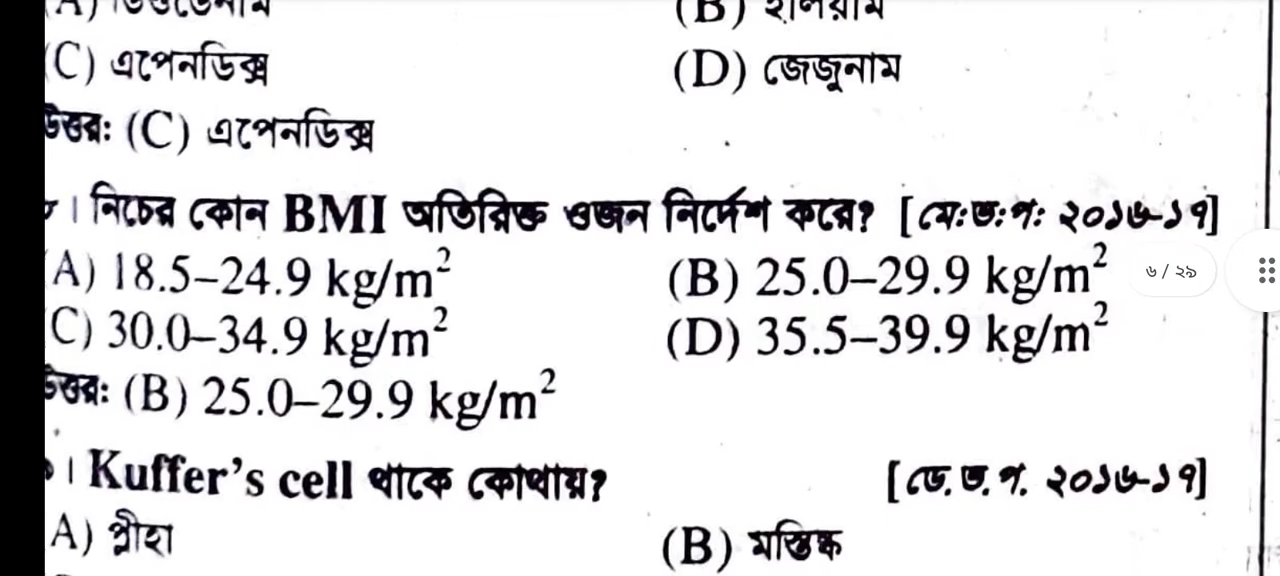 (C) এপেনডিক্স (D) জেজুনাম
উত্তর: (C) এপেনডিক্স
। নিচের কোন BMI অতিরিক্ত ওজন নির্দেশ করে? [মে:ভ:প: ২০১৬-১৭]
A) 18.5–24.9 kg/m² (B) 25.0–29.9 kg/m²
৬ / ২৯
C) 30.0–34.9 kg/m² (D) 35.5–39.9 kg/m²
উত্তর: (B) 25.0–29.9 kg/m²
। Kuffer's cell থাকে কোথায়? [ডে. ভ. প. ২০১৬-১৭]
A) প্লীহা (B) মস্তিষ্ক